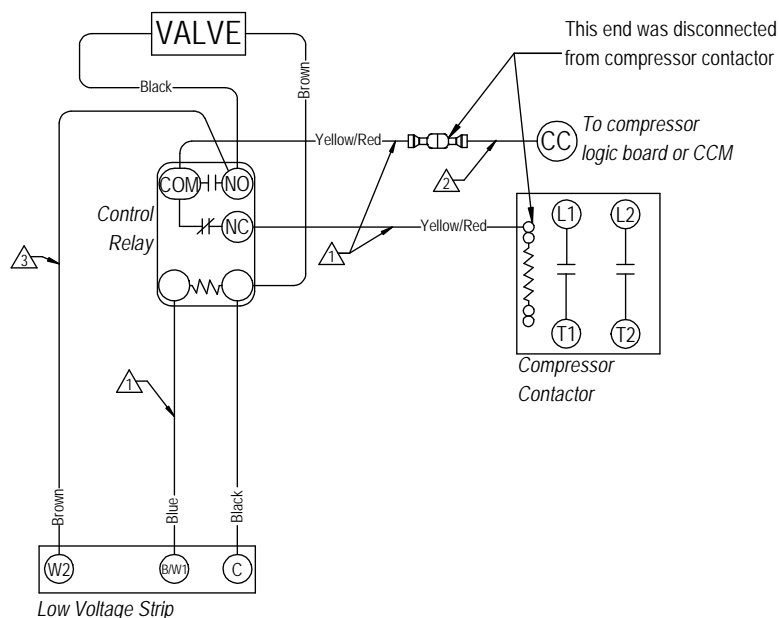 VALVE
This end was disconnected
from compressor contactor
Black
Brown
Yellow/Red
CC
To compressor
logic board or CCM
COM
NO
2
Control
Relay
NC
Yellow/Red
1
L1
L2
3
T1
T2
Compressor
Contactor
1
Brown
Blue
Black
W2
B/W1
C
Low Voltage Strip